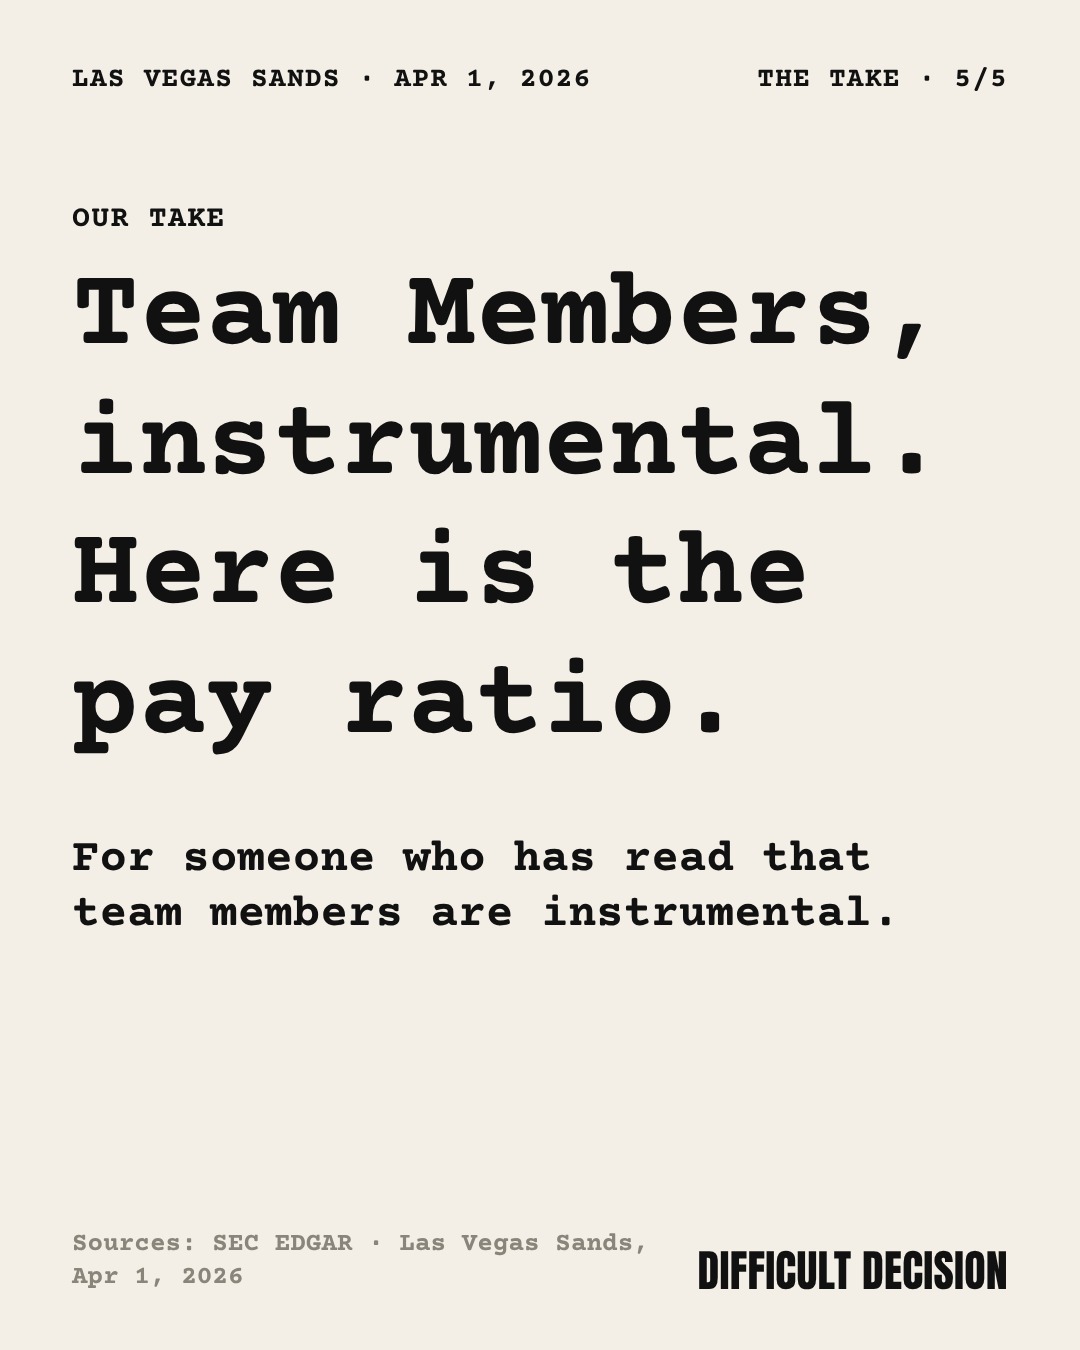 LAS VEGAS SANDS · APR 1, 2026
THE TAKE · 5/5
OUR TAKE
Team Members,
instrumental.
Here is the
pay ratio.
For someone who has read that
team members are instrumental.
Sources: SEC EDGAR · Las Vegas Sands,
Apr 1, 2026
DIFFICULT DECISION